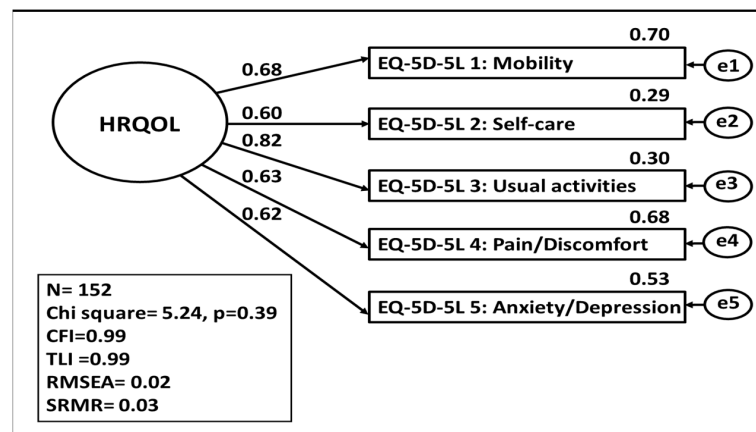 0.70
0.68
EQ-5D-5L 1: Mobility
e1
HRQOL
0.60
0.29
EQ-5D-5L 2: Self-care
e2
0.82
0.30
EQ-5D-5L 3: Usual activities
e3
0.63
0.68
EQ-5D-5L 4: Pain/Discomfort
e4
0.62
0.53
EQ-5D-5L 5: Anxiety/Depression
e5
N= 152
Chi square= 5.24, p=0.39
CFI=0.99
TLI =0.99
RMSEA= 0.02
SRMR= 0.03